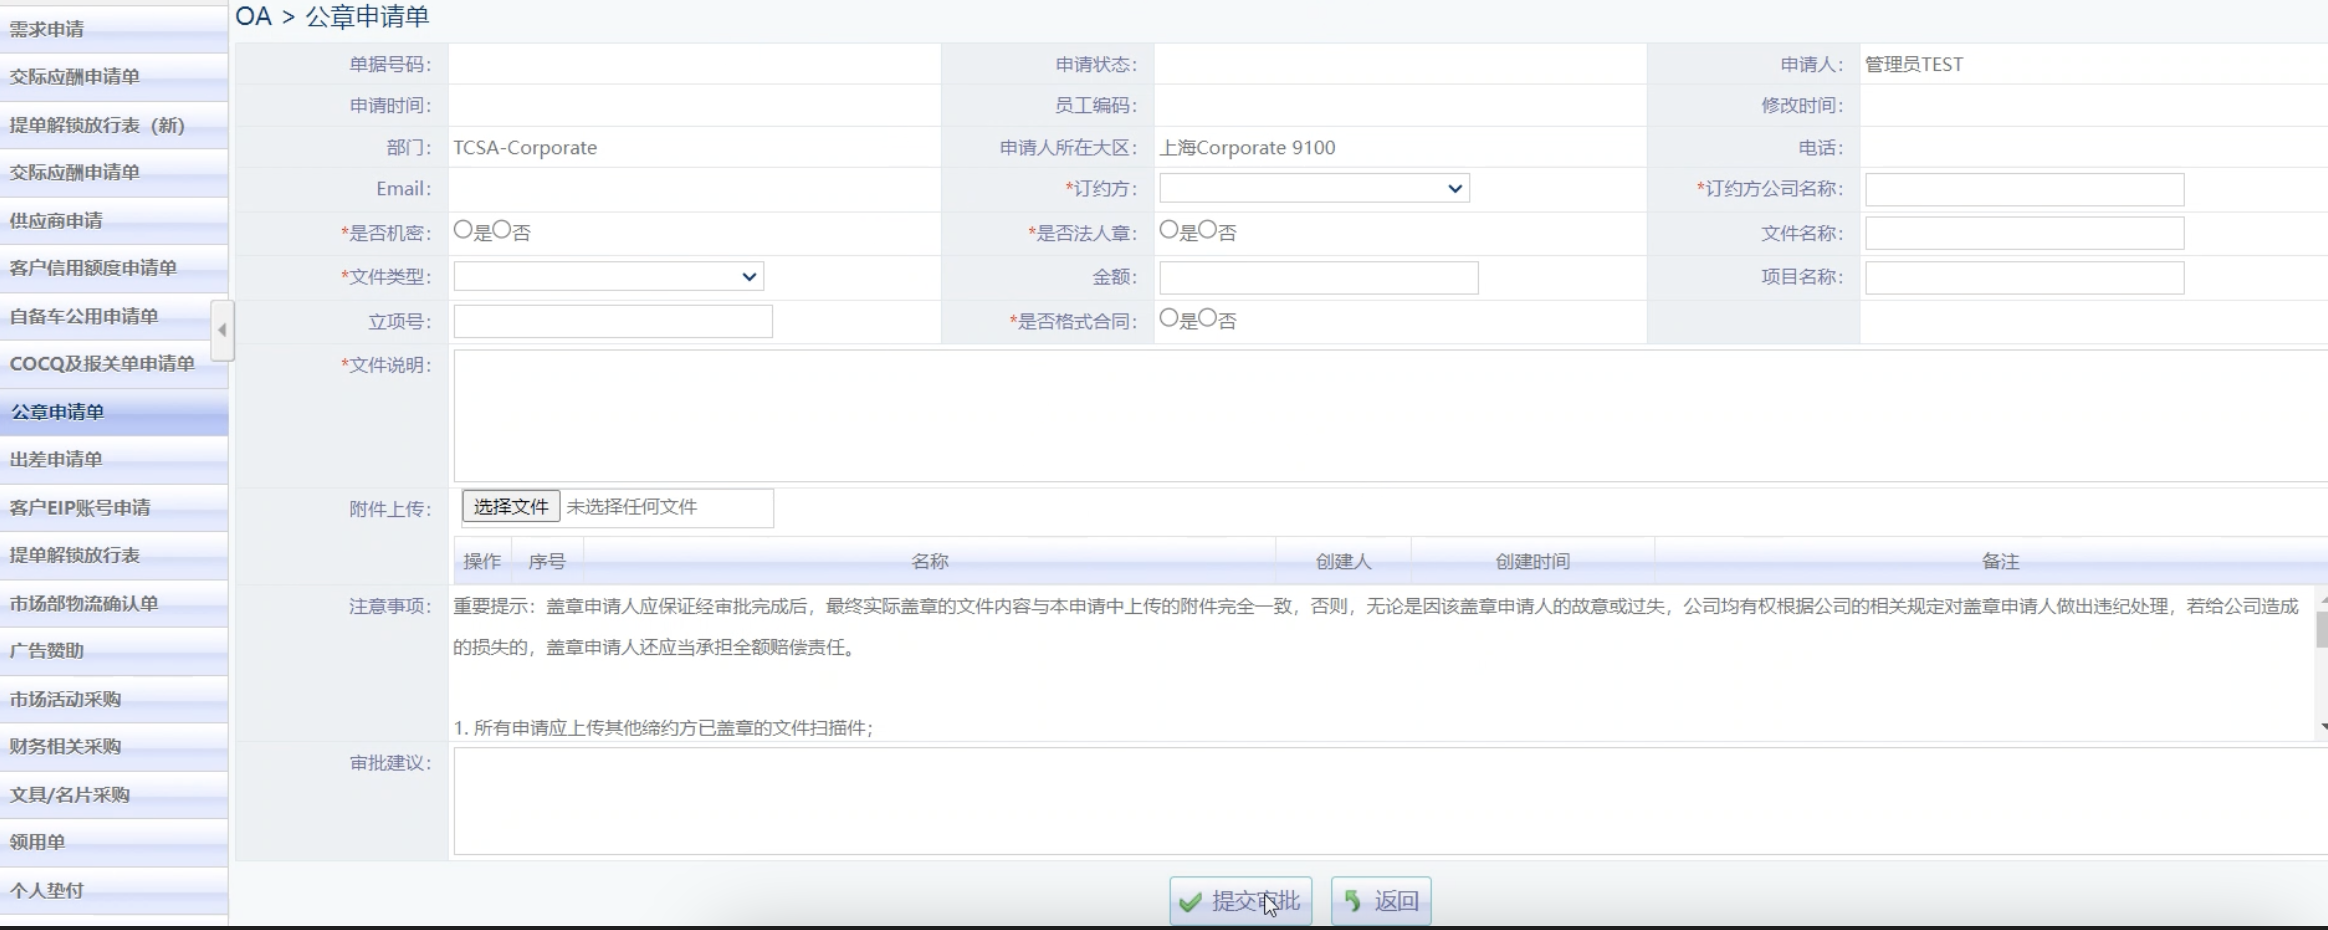 OA > 公章申请单
需求申请
交际应酬申请单
提单解锁放行表（新）
交际应酬申请单
供应商申请
客户信用额度申请单
自备车公用申请单
COCQ及报关单申请单
公章申请单
出差申请单
客户EIP账号申请
提单解锁放行表
市场部物流确认单
广告赞助
市场活动采购
财务相关采购
文具/名片采购
领用单
个人垫付
单据号码： 申请状态： 申请人： 管理员TEST
申请时间： 员工编码： 修改时间：
部门： TCSA-Corporate 申请人所在大区： 上海Corporate 9100 电话：
Email： *订约方： *订约方公司名称：
*是否机密： 是 否 *是否法人章： 是 否 文件名称：
*文件类型： 金额： 项目名称：
立项号： *是否格式合同： 是 否
*文件说明：
附件上传： 选择文件 未选择任何文件
操作 序号 名称 创建人 创建时间 备注
注意事项： 重要提示：盖章申请人应保证经审批完成后，最终实际盖章的文件内容与本申请中上传的附件完全一致，否则，无论是因该盖章申请人的故意或过失，公司均有权根据公司的相关规定对盖章申请人做出违纪处理，若给公司造成
的损失的，盖章申请人还应当承担全额赔偿责任。
1. 所有申请应上传其他缔约方已盖章的文件扫描件；
审批建议：
提交审批 返回